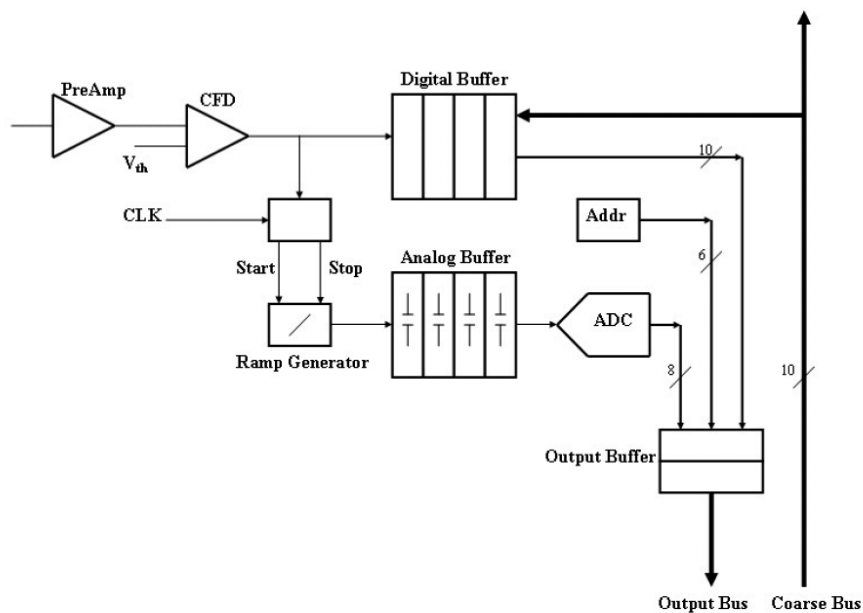 Digital Buffer
PreAmp
CFD
V_th
10
CLK
Addr
Start
Stop
Analog Buffer
6
ADC
Ramp Generator
8
10
Output Buffer
Output Bus
Coarse Bus